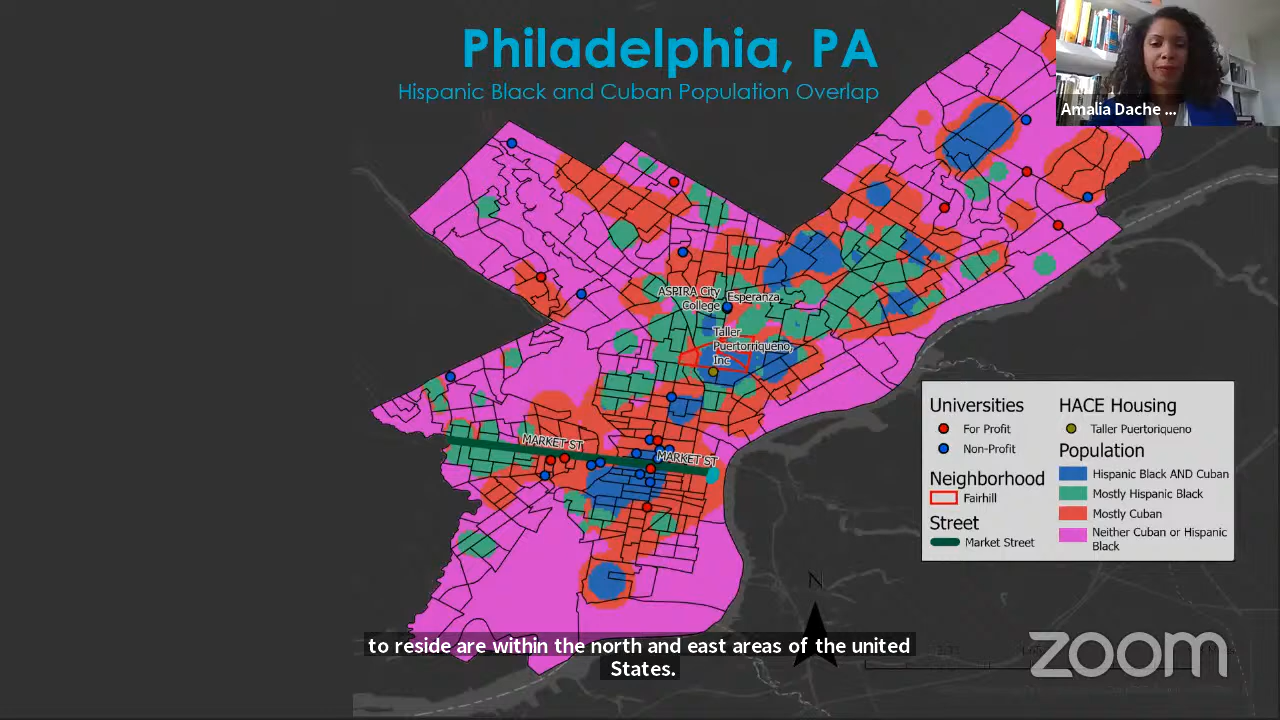 Philadelphia, PA
Hispanic Black and Cuban Population Overlap
Amalia Dache ...
ASPIRA City
College
Esperanza
Taller
Puertorriqueno,
Inc
MARKET ST
MARKET ST
Universities
For Profit
Non-Profit
Neighborhood
Fairhill
Street
Market Street
HACE Housing
Taller Puertoriqueno
Population
Hispanic Black AND Cuban
Mostly Hispanic Black
Mostly Cuban
Neither Cuban or Hispanic
Black
N
to reside are within the north and east areas of the united
States.
zoom